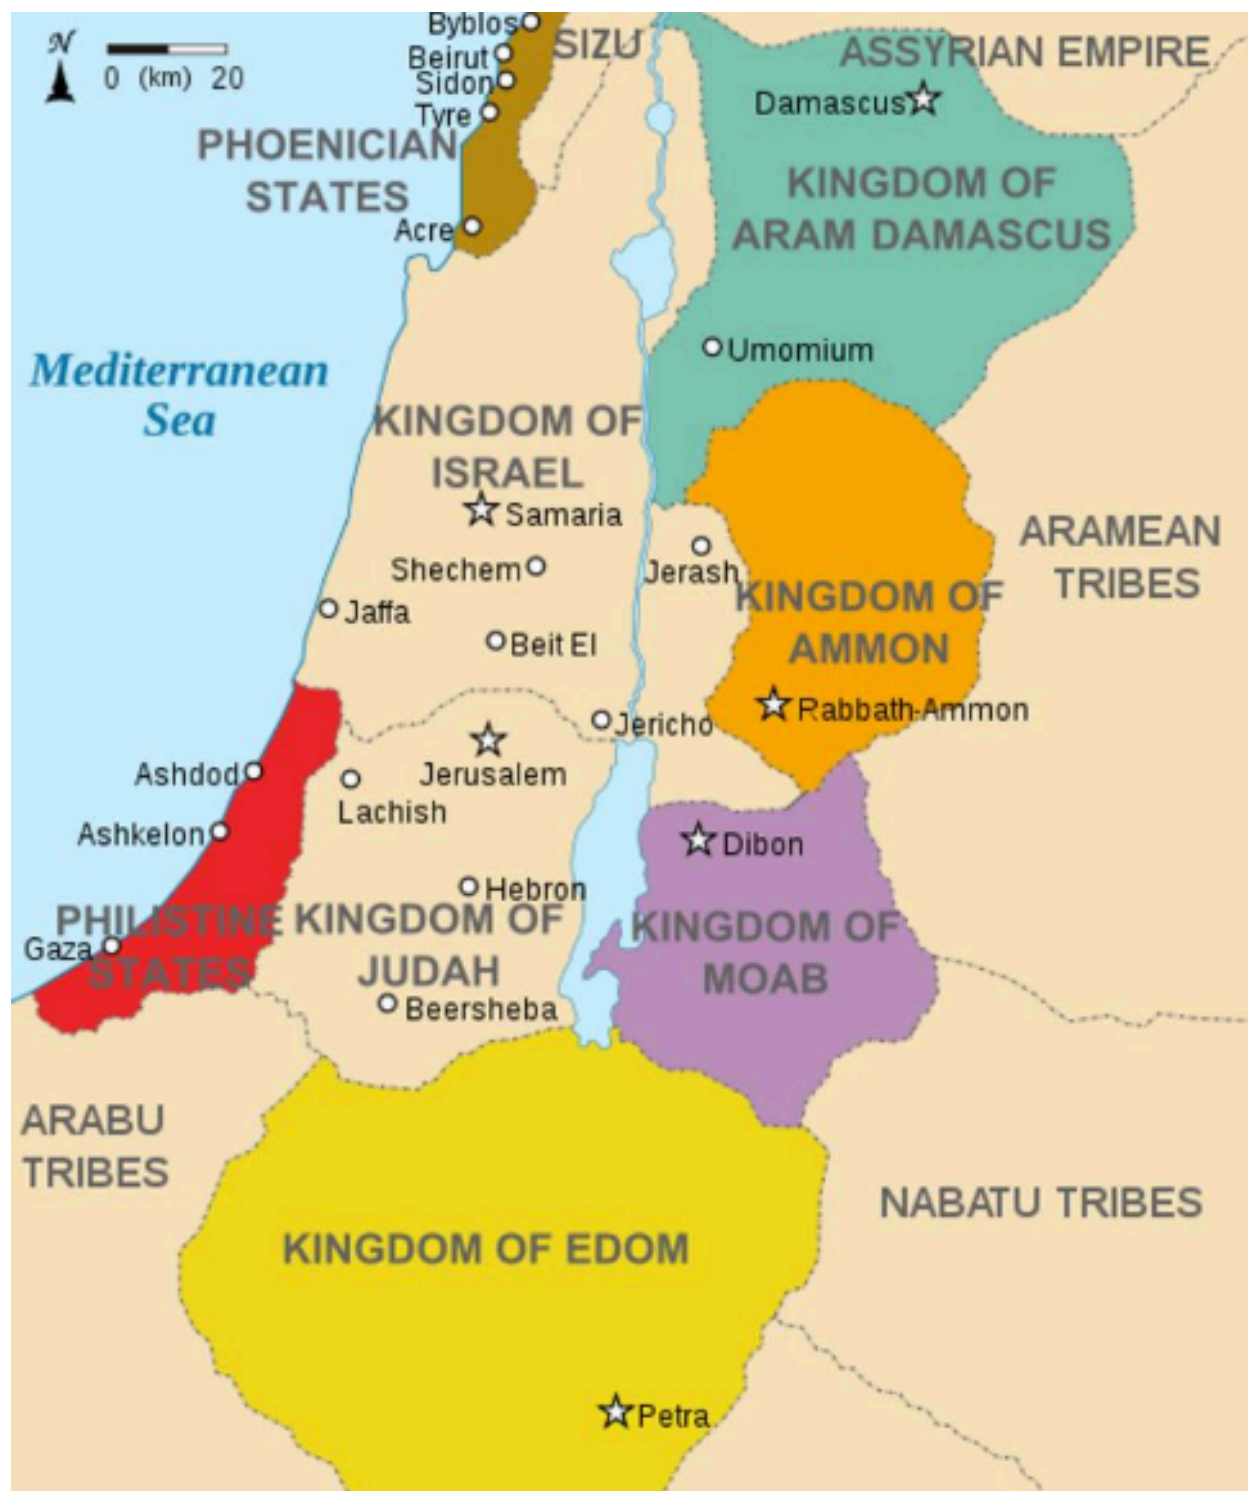 N
0 (km) 20
Byblos
Beirut
Sidon
Tyre
SIZU
ASSYRIAN EMPIRE
Damascus
PHOENICIAN
STATES
KINGDOM OF
ARAM DAMASCUS
Acre
Umomium
Mediterranean
Sea
KINGDOM OF
ISRAEL
Samaria
Shechem
Jerash
ARAMEAN
TRIBES
KINGDOM OF
AMMON
Jaffa
Beit El
Rabbath-Ammon
Jericho
Jerusalem
Ashdod
Lachish
Ashkelon
Dibon
Hebron
PHILISTINE
STATES
KINGDOM OF
JUDAH
KINGDOM OF
MOAB
Gaza
Beersheba
ARABU
TRIBES
NABATU TRIBES
KINGDOM OF EDOM
Petra